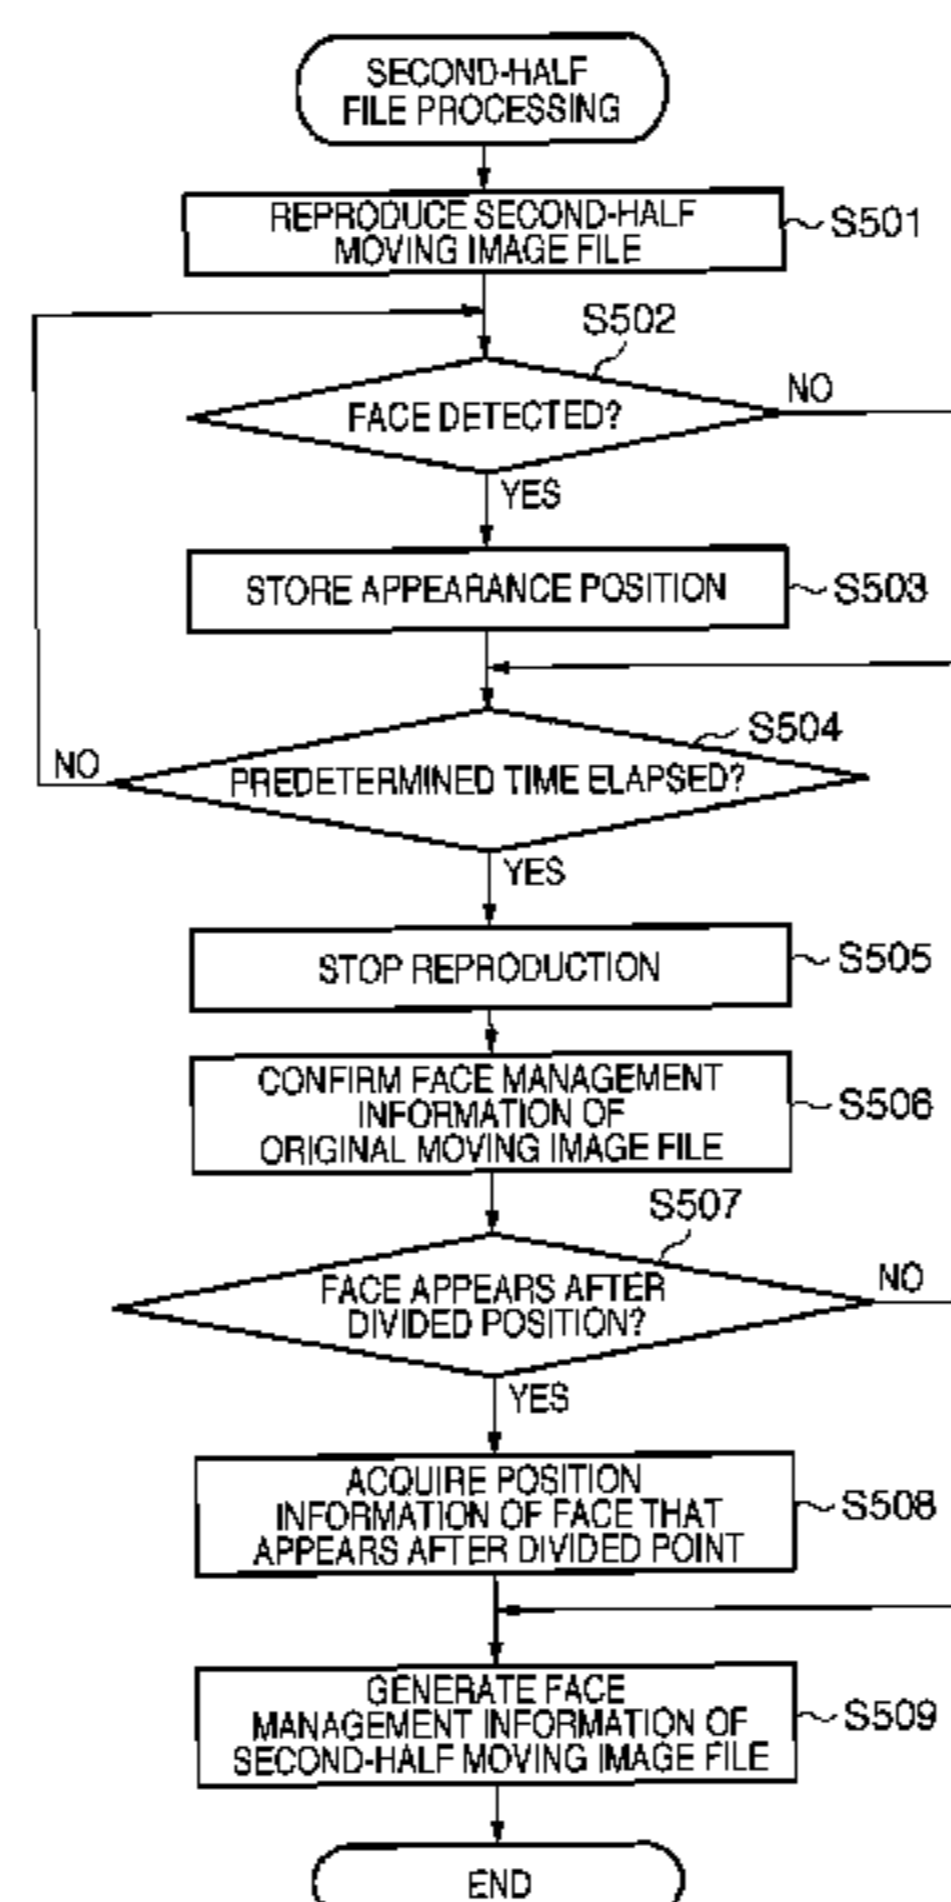 SECOND-HALF
FILE PROCESSING
REPRODUCE SECOND-HALF
MOVING IMAGE FILE
S501
S502
FACE DETECTED?
NO
YES
STORE APPEARANCE POSITION
S503
S504
NO
PREDETERMINED TIME ELAPSED?
YES
STOP REPRODUCTION
S505
CONFIRM FACE MANAGEMENT
INFORMATION OF
ORIGINAL MOVING IMAGE FILE
S506
S507
FACE APPEARS AFTER
DIVIDED POSITION?
NO
YES
ACQUIRE POSITION
INFORMATION OF FACE THAT
APPEARS AFTER DIVIDED POINT
S508
GENERATE FACE
MANAGEMENT INFORMATION OF
SECOND-HALF MOVING IMAGE FILE
S509
END